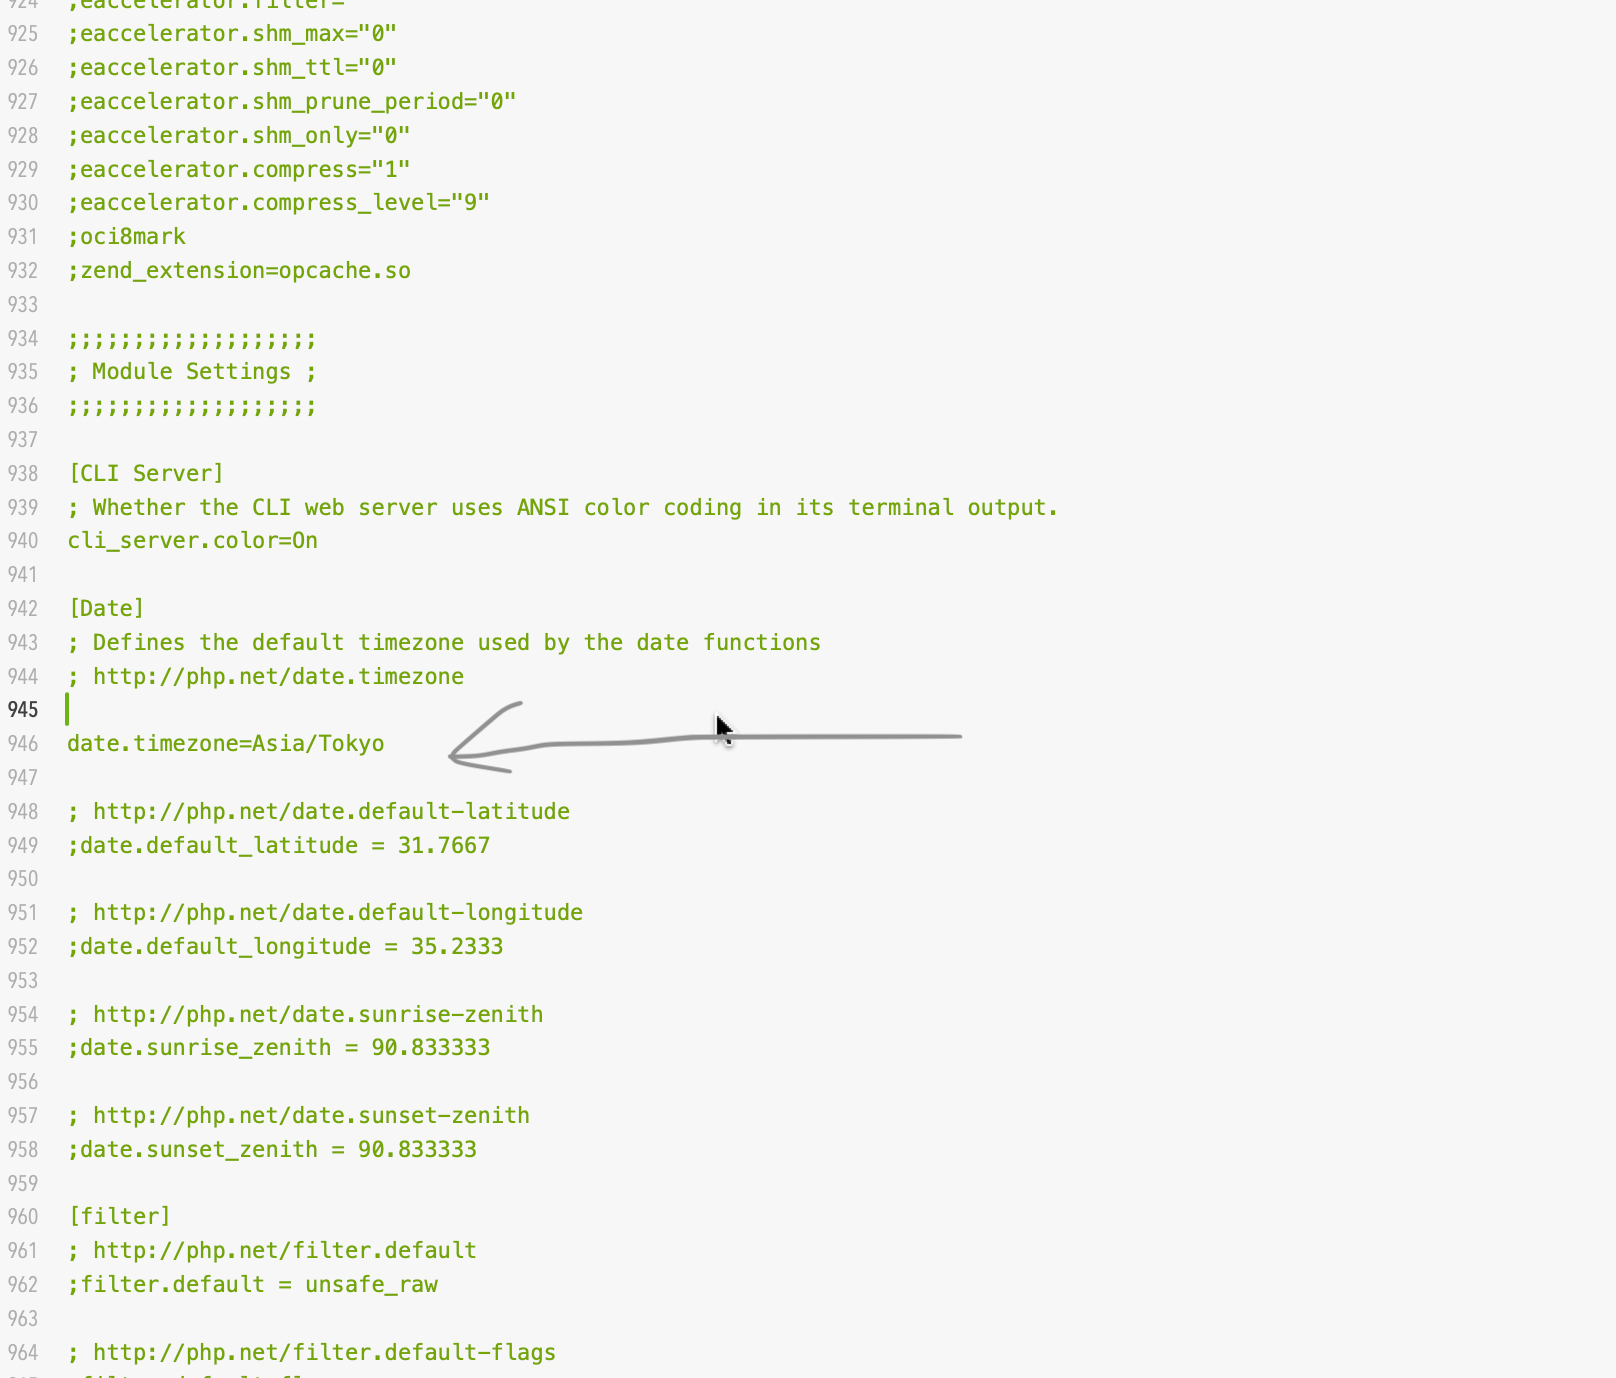 924 ;eaccelerator.filter=
925 ;eaccelerator.shm_max="0"
926 ;eaccelerator.shm_ttl="0"
927 ;eaccelerator.shm_prune_period="0"
928 ;eaccelerator.shm_only="0"
929 ;eaccelerator.compress="1"
930 ;eaccelerator.compress_level="9"
931 ;oci8mark
932 ;zend_extension=opcache.so
933
934 ;;;;;;;;;;;;;;;;;;;
935 ; Module Settings ;
936 ;;;;;;;;;;;;;;;;;;;
937
938 [CLI Server]
939 ; Whether the CLI web server uses ANSI color coding in its terminal output.
940 cli_server.color=On
941
942 [Date]
943 ; Defines the default timezone used by the date functions
944 ; http://php.net/date.timezone
945
946 date.timezone=Asia/Tokyo
947
948 ; http://php.net/date.default-latitude
949 ;date.default_latitude = 31.7667
950
951 ; http://php.net/date.default-longitude
952 ;date.default_longitude = 35.2333
953
954 ; http://php.net/date.sunrise-zenith
955 ;date.sunrise_zenith = 90.833333
956
957 ; http://php.net/date.sunset-zenith
958 ;date.sunset_zenith = 90.833333
959
960 [filter]
961 ; http://php.net/filter.default
962 ;filter.default = unsafe_raw
963
964 ; http://php.net/filter.default-flags